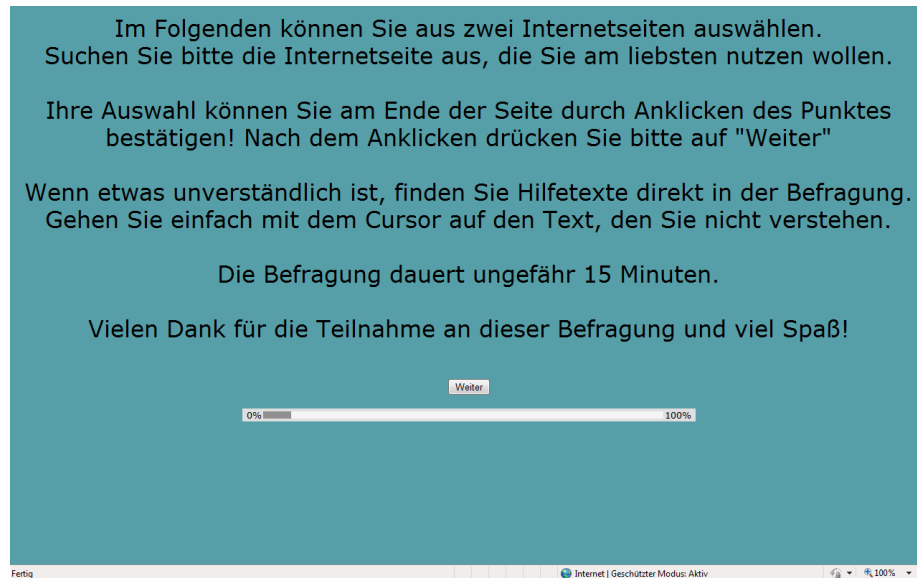 Im Folgenden können Sie aus zwei Internetseiten auswählen.
Suchen Sie bitte die Internetseite aus, die Sie am liebsten nutzen wollen.
Ihre Auswahl können Sie am Ende der Seite durch Anklicken des Punktes
bestätigen! Nach dem Anklicken drücken Sie bitte auf "Weiter"
Wenn etwas unverständlich ist, finden Sie Hilfetexte direkt in der Befragung.
Gehen Sie einfach mit dem Cursor auf den Text, den Sie nicht verstehen.
Die Befragung dauert ungefähr 15 Minuten.
Vielen Dank für die Teilnahme an dieser Befragung und viel Spaß!
Weiter
0% 100%
Fertig Internet | Geschützter Modus: Aktiv 100%